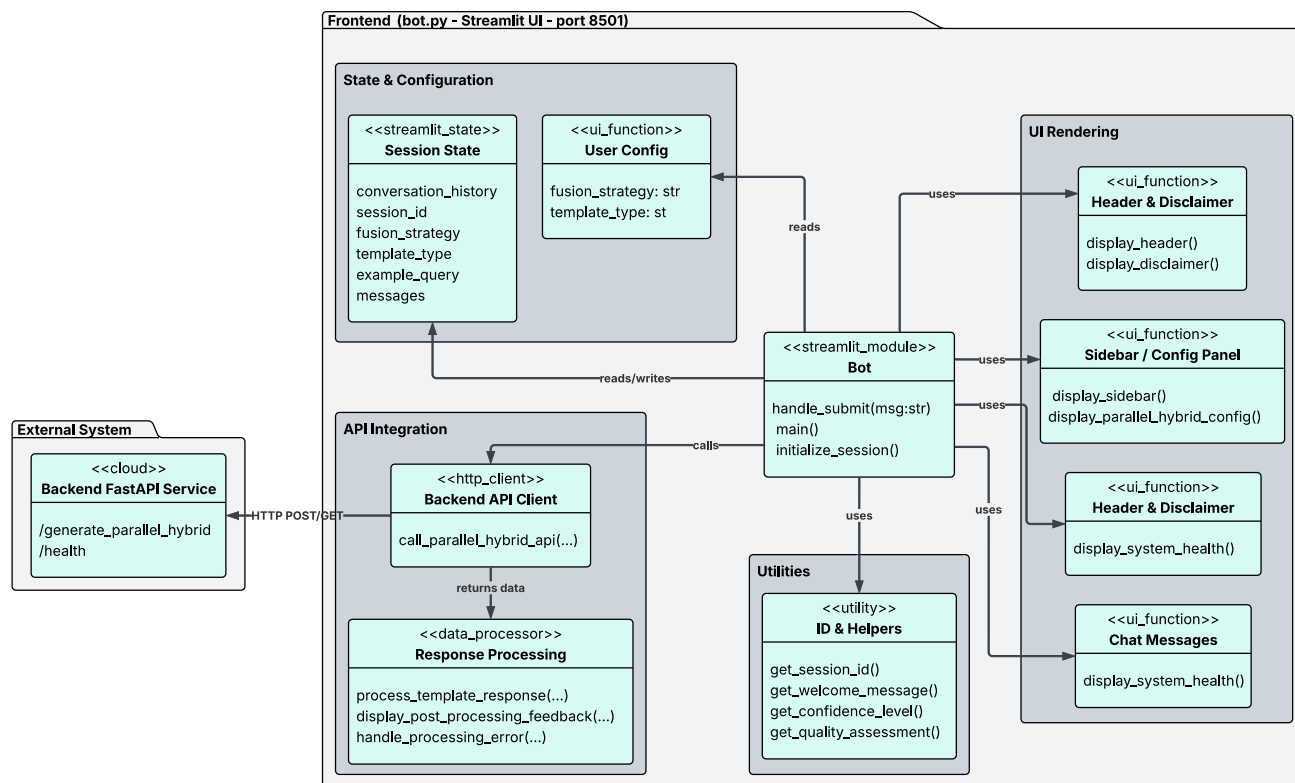 Frontend (bot.py - Streamlit UI - port 8501)
State & Configuration
<<streamlit_state>>
Session State
conversation_history
session_id
fusion_strategy
template_type
example_query
messages
<<ui_function>>
User Config
fusion_strategy: str
template_type: st
reads
uses
UI Rendering
<<ui_function>>
Header & Disclaimer
display_header()
display_disclaimer()
<<streamlit_module>>
Bot
handle_submit(msg:str)
main()
initialize_session()
reads/writes
uses
<<ui_function>>
Sidebar / Config Panel
display_sidebar()
display_parallel_hybrid_config()
uses
External System
<<cloud>>
Backend FastAPI Service
/generate_parallel_hybrid
/health
HTTP POST/GET
API Integration
calls
<<http_client>>
Backend API Client
call_parallel_hybrid_api(...)
returns data
<<data_processor>>
Response Processing
process_template_response(...)
display_post_processing_feedback(...)
handle_processing_error(...)
uses
Utilities
<<utility>>
ID & Helpers
get_session_id()
get_welcome_message()
get_confidence_level()
get_quality_assessment()
uses
<<ui_function>>
Header & Disclaimer
display_system_health()
<<ui_function>>
Chat Messages
display_system_health()